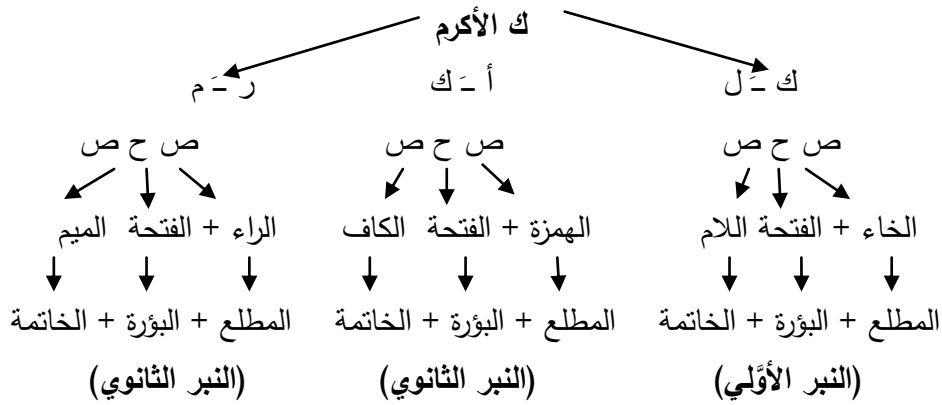 ك الأكرم
ك ـَ ل أ ـَ ك ر ـَ م
ص ح ص ص ح ص ص ح ص
الخاء + الفتحة اللام الهمزة + الفتحة الكاف الراء + الفتحة الميم
المطلع + البؤرة + الخاتمة المطلع + البؤرة + الخاتمة المطلع + البؤرة + الخاتمة
(النبر الأوَّلي) (النبر الثانوي) (النبر الثانوي)